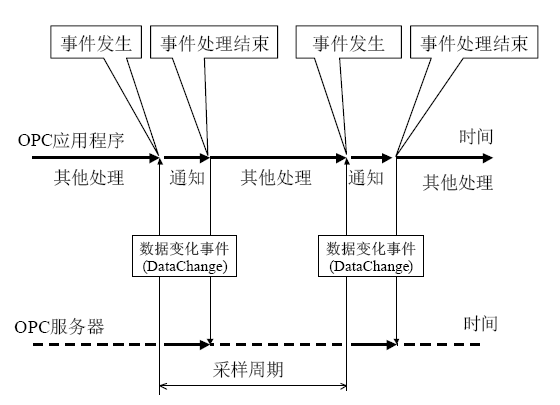 事件发生
事件处理结束
事件发生
事件处理结束
OPC应用程序
时间
其他处理
通知
其他处理
通知
其他处理
数据变化事件
(DataChange)
数据变化事件
(DataChange)
OPC服务器
时间
采样周期